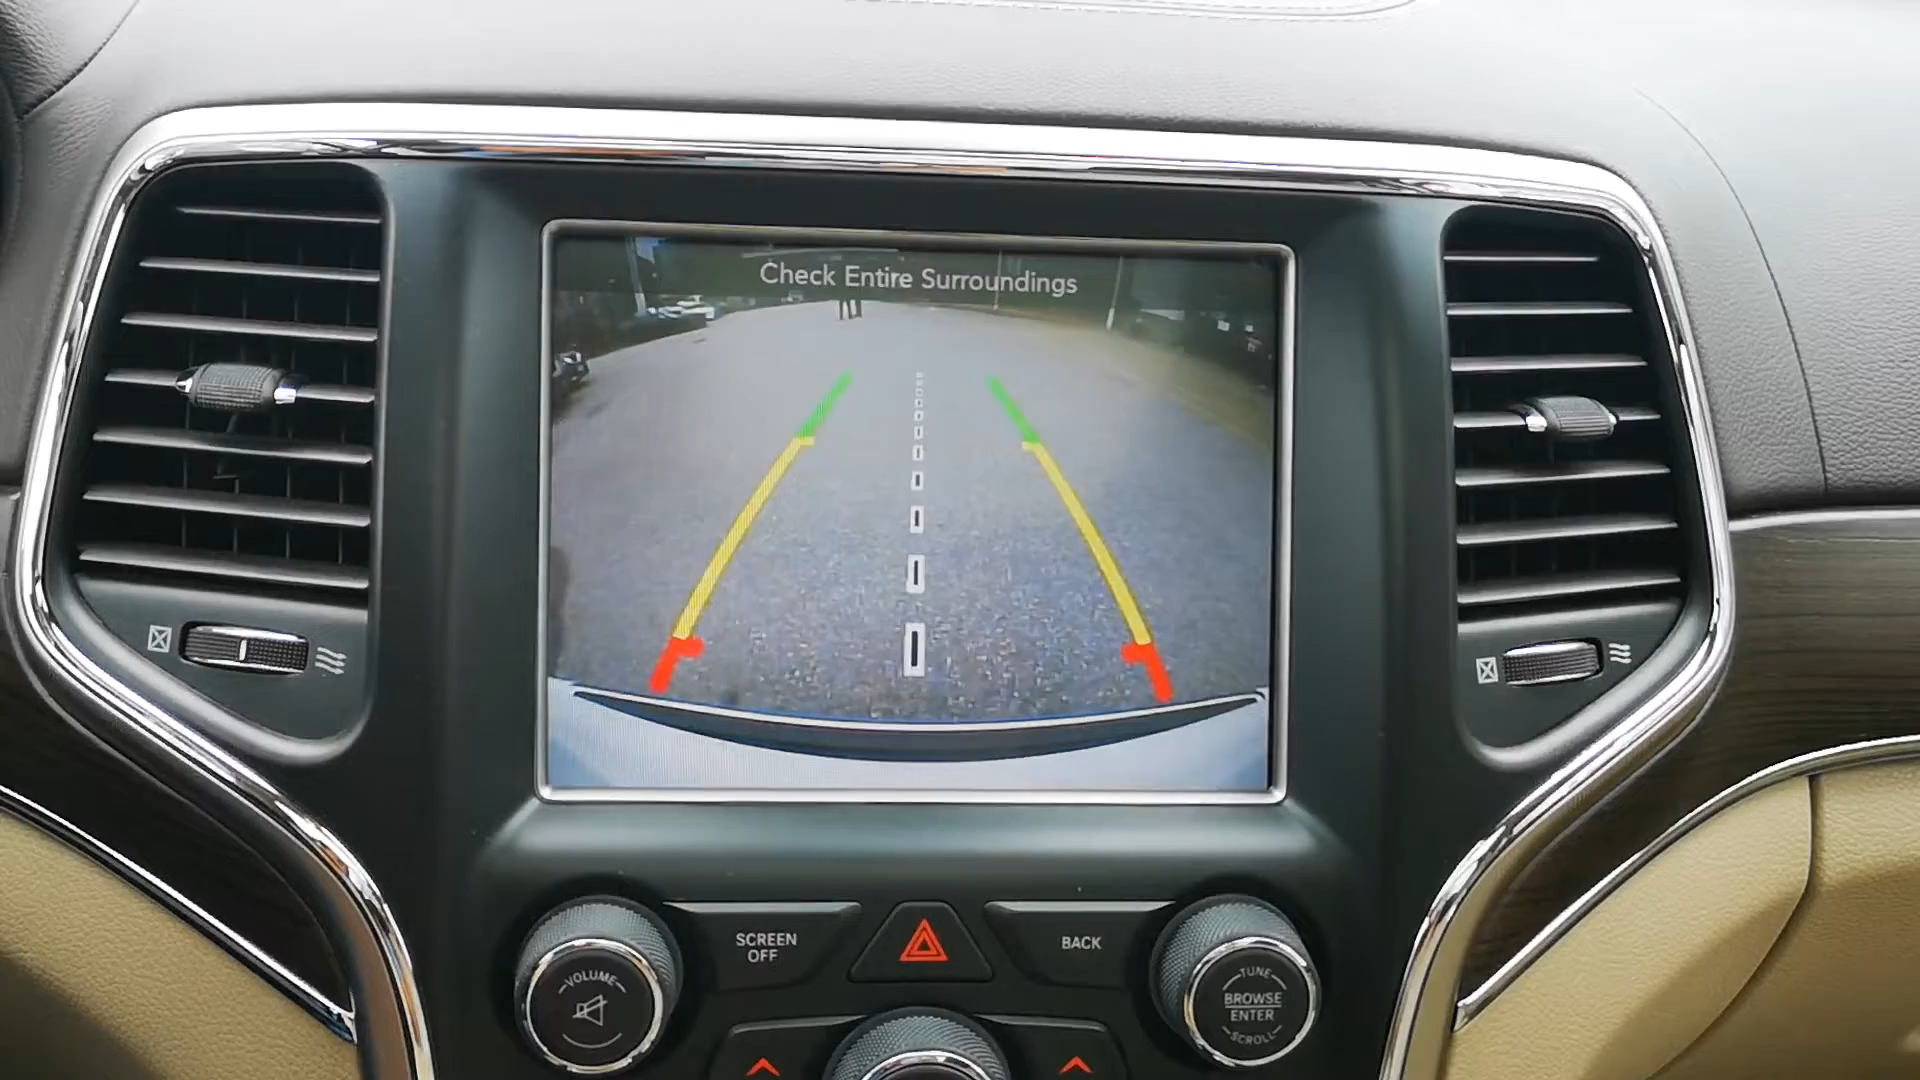 Check Entire Surroundings
SCREEN
OFF
BACK
VOLUME
TUNE
BROWSE
ENTER
SCROLL